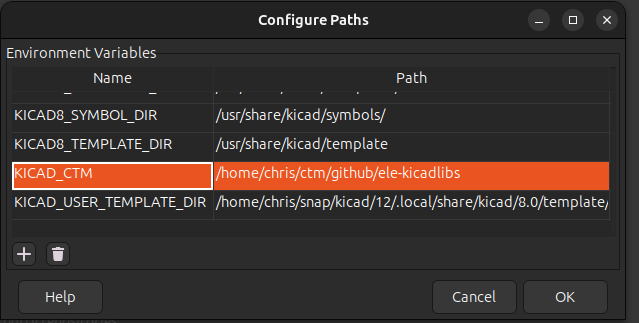 Configure Paths
Environment Variables
Name Path
KICAD8_SYMBOL_DIR /usr/share/kicad/symbols/
KICAD8_TEMPLATE_DIR /usr/share/kicad/template
KICAD_CTM /home/chris/ctm/github/ele-kicadlibs
KICAD_USER_TEMPLATE_DIR /home/chris/snap/kicad/12/.local/share/kicad/8.0/template/
Help Cancel OK